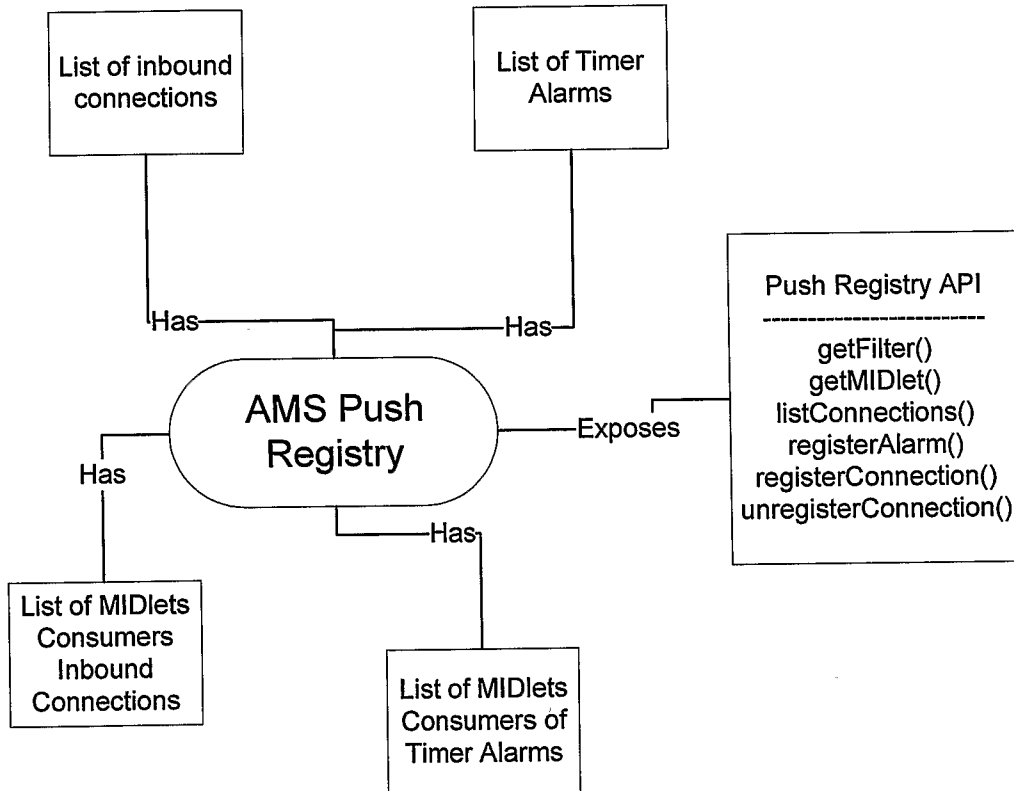 List of inbound
connections
List of Timer
Alarms
Push Registry API
-------------------------
getFilter()
getMIDlet()
listConnections()
registerAlarm()
registerConnection()
unregisterConnection()
Has
Has
AMS Push
Registry
Exposes
Has
Has
List of MIDlets
Consumers
Inbound
Connections
List of MIDlets
Consumers of
Timer Alarms